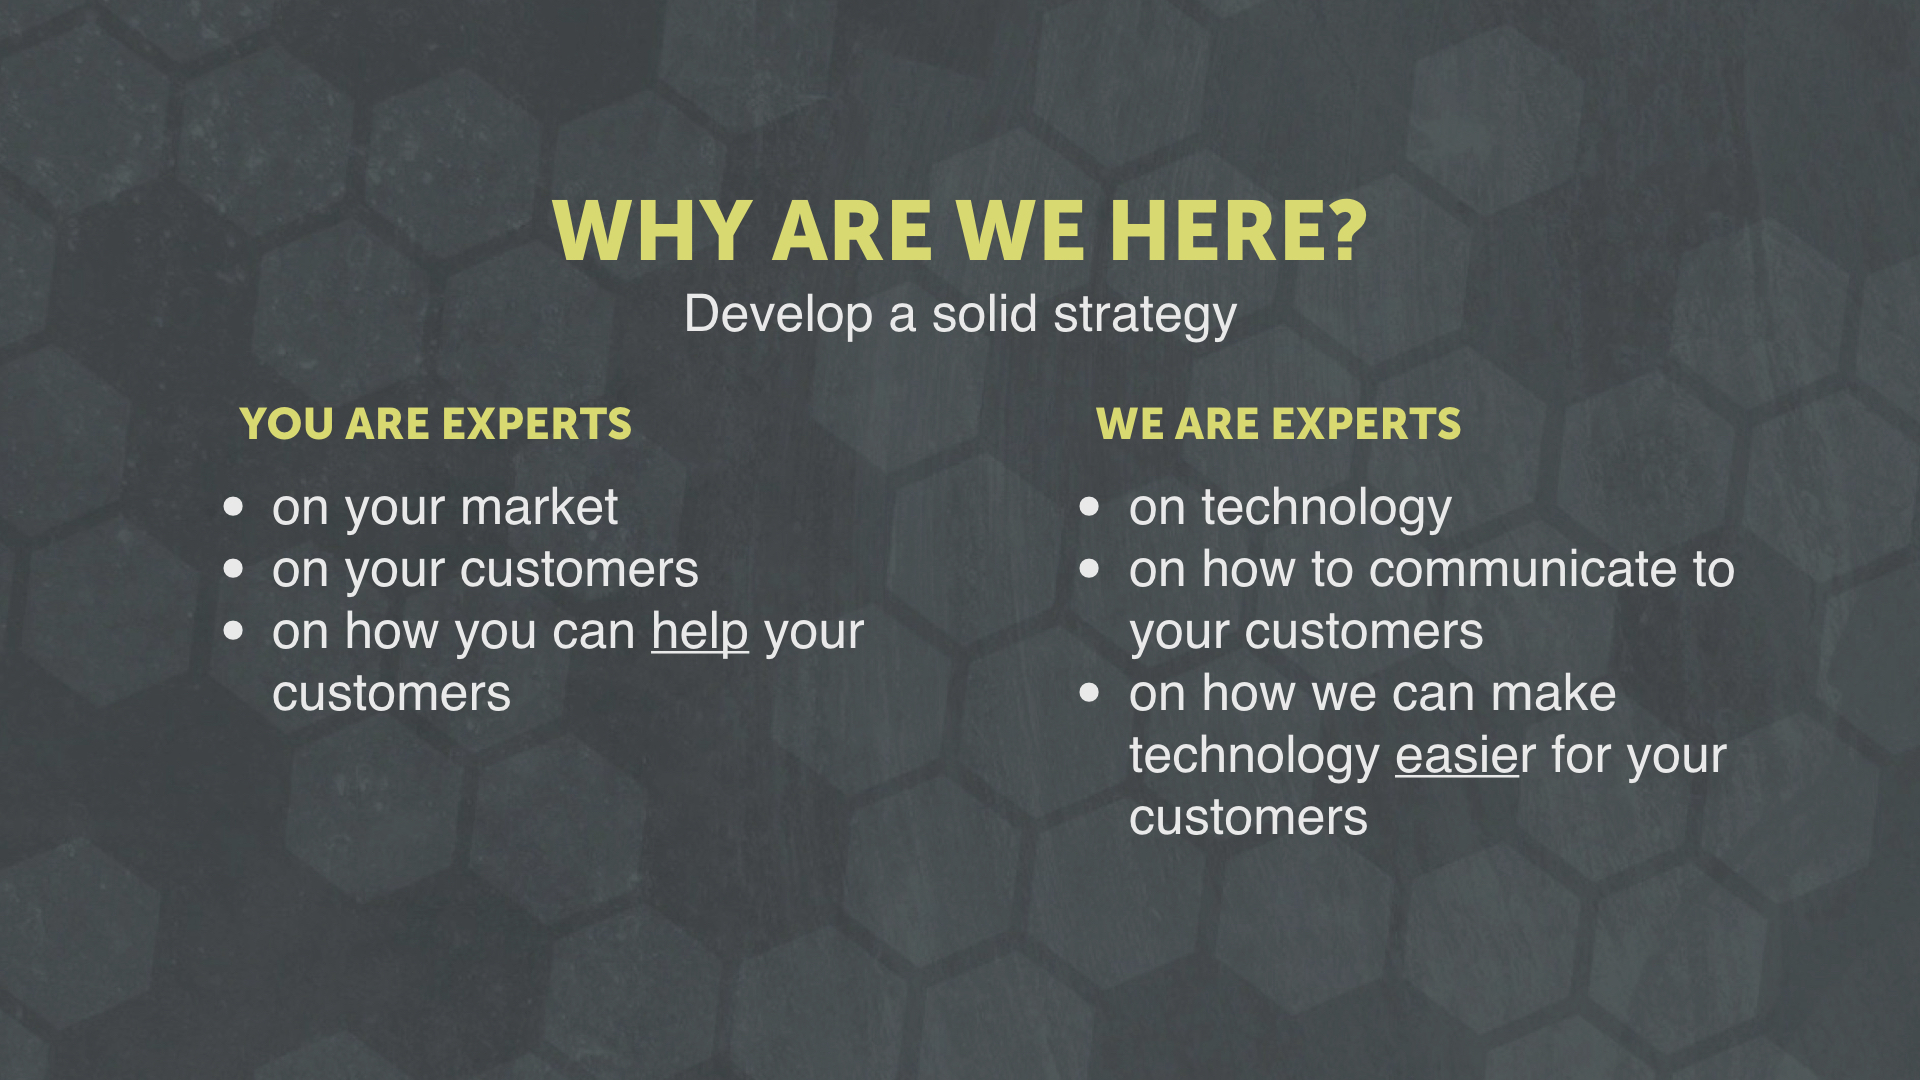 WHY ARE WE HERE?
Develop a solid strategy
YOU ARE EXPERTS
• on your market
• on your customers
• on how you can help your
customers
WE ARE EXPERTS
• on technology
• on how to communicate to
your customers
• on how we can make
technology easier for your
customers